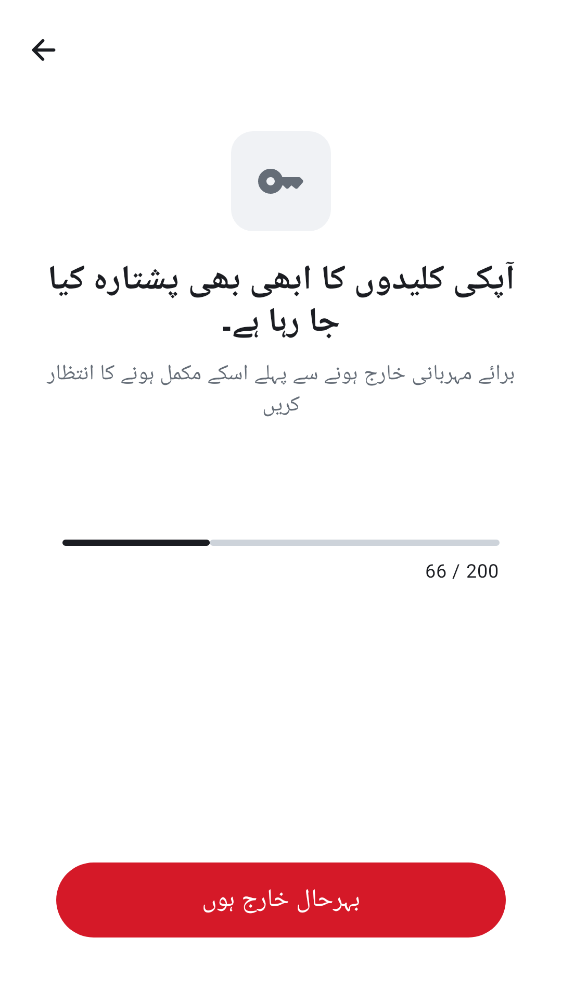 آپکی کلیدوں کا ابھی بھی پشتارہ کیا
جا رہا ہے۔
برائے مہربانی خارج ہونے سے پہلے اسکے مکمل ہونے کا انتظار
کریں
66 / 200
بہرحال خارج ہوں